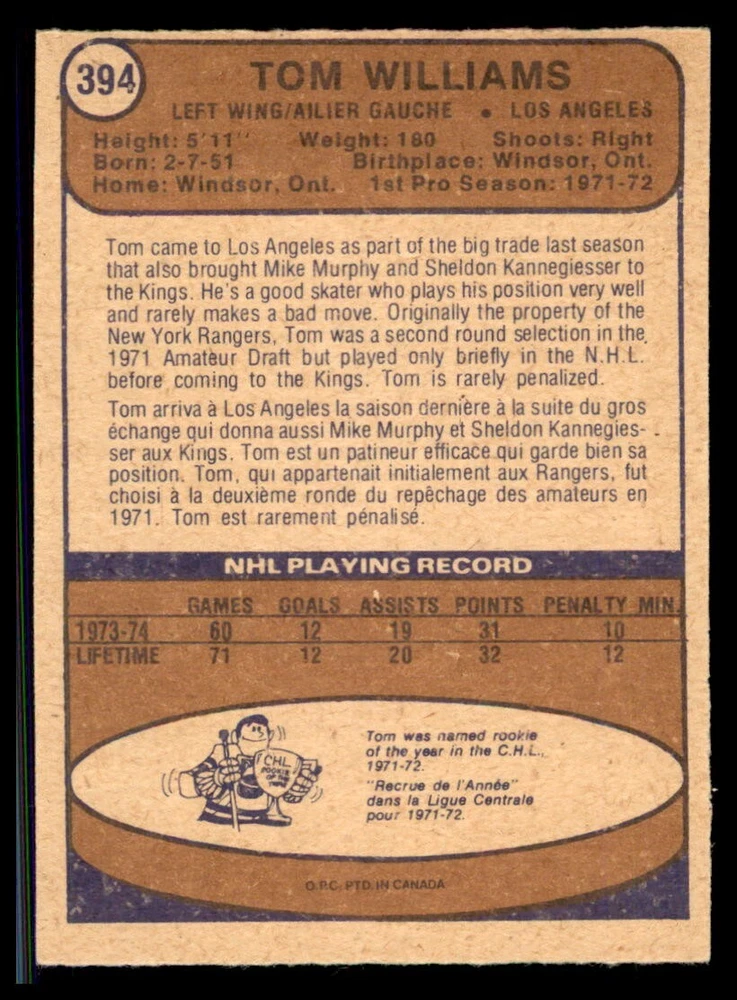 394
TOM WILLIAMS
LEFT WING/AILIER GAUCHE • LOS ANGELES
Height: 5'11" Weight: 180 Shoots: Right
Born: 2-7-51 Birthplace: Windsor, Ont.
Home: Windsor, Ont. 1st Pro Season: 1971-72
Tom came to Los Angeles as part of the big trade last season
that also brought Mike Murphy and Sheldon Kannegiesser to
the Kings. He's a good skater who plays his position very well
and rarely makes a bad move. Originally the property of the
New York Rangers, Tom was a second round selection in the
1971 Amateur Draft but played only briefly in the N.H.L.
before coming to the Kings. Tom is rarely penalized.
Tom arriva à Los Angeles la saison dernière à la suite du gros
échange qui donna aussi Mike Murphy et Sheldon Kannegies-
ser aux Kings. Tom est un patineur efficace qui garde bien sa
position. Tom, qui appartenait initialement aux Rangers, fut
choisi à la deuxième ronde du repêchage des amateurs en
1971. Tom est rarement pénalisé.
NHL PLAYING RECORD
GAMES GOALS ASSISTS POINTS PENALTY MIN.
1973-74 60 12 19 31 10
LIFETIME 71 12 20 32 12
CHL
ROOKIE
OF THE
YEAR
Tom was named rookie
of the year in the C.H.L.,
1971-72.
"Recrue de l'Année"
dans la Ligue Centrale
pour 1971-72.
O.P.C. PTD. IN CANADA